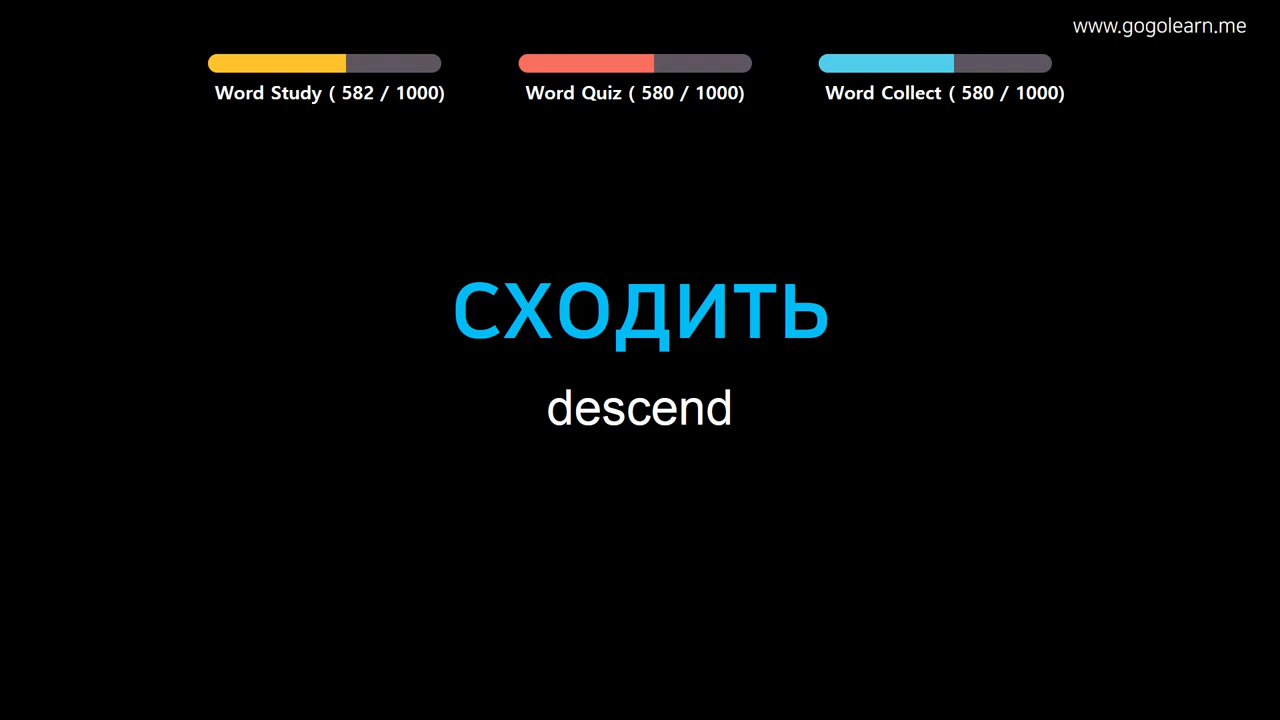 www.gogolearn.me
Word Study ( 582 / 1000)
Word Quiz ( 580 / 1000)
Word Collect ( 580 / 1000)
сходить
descend